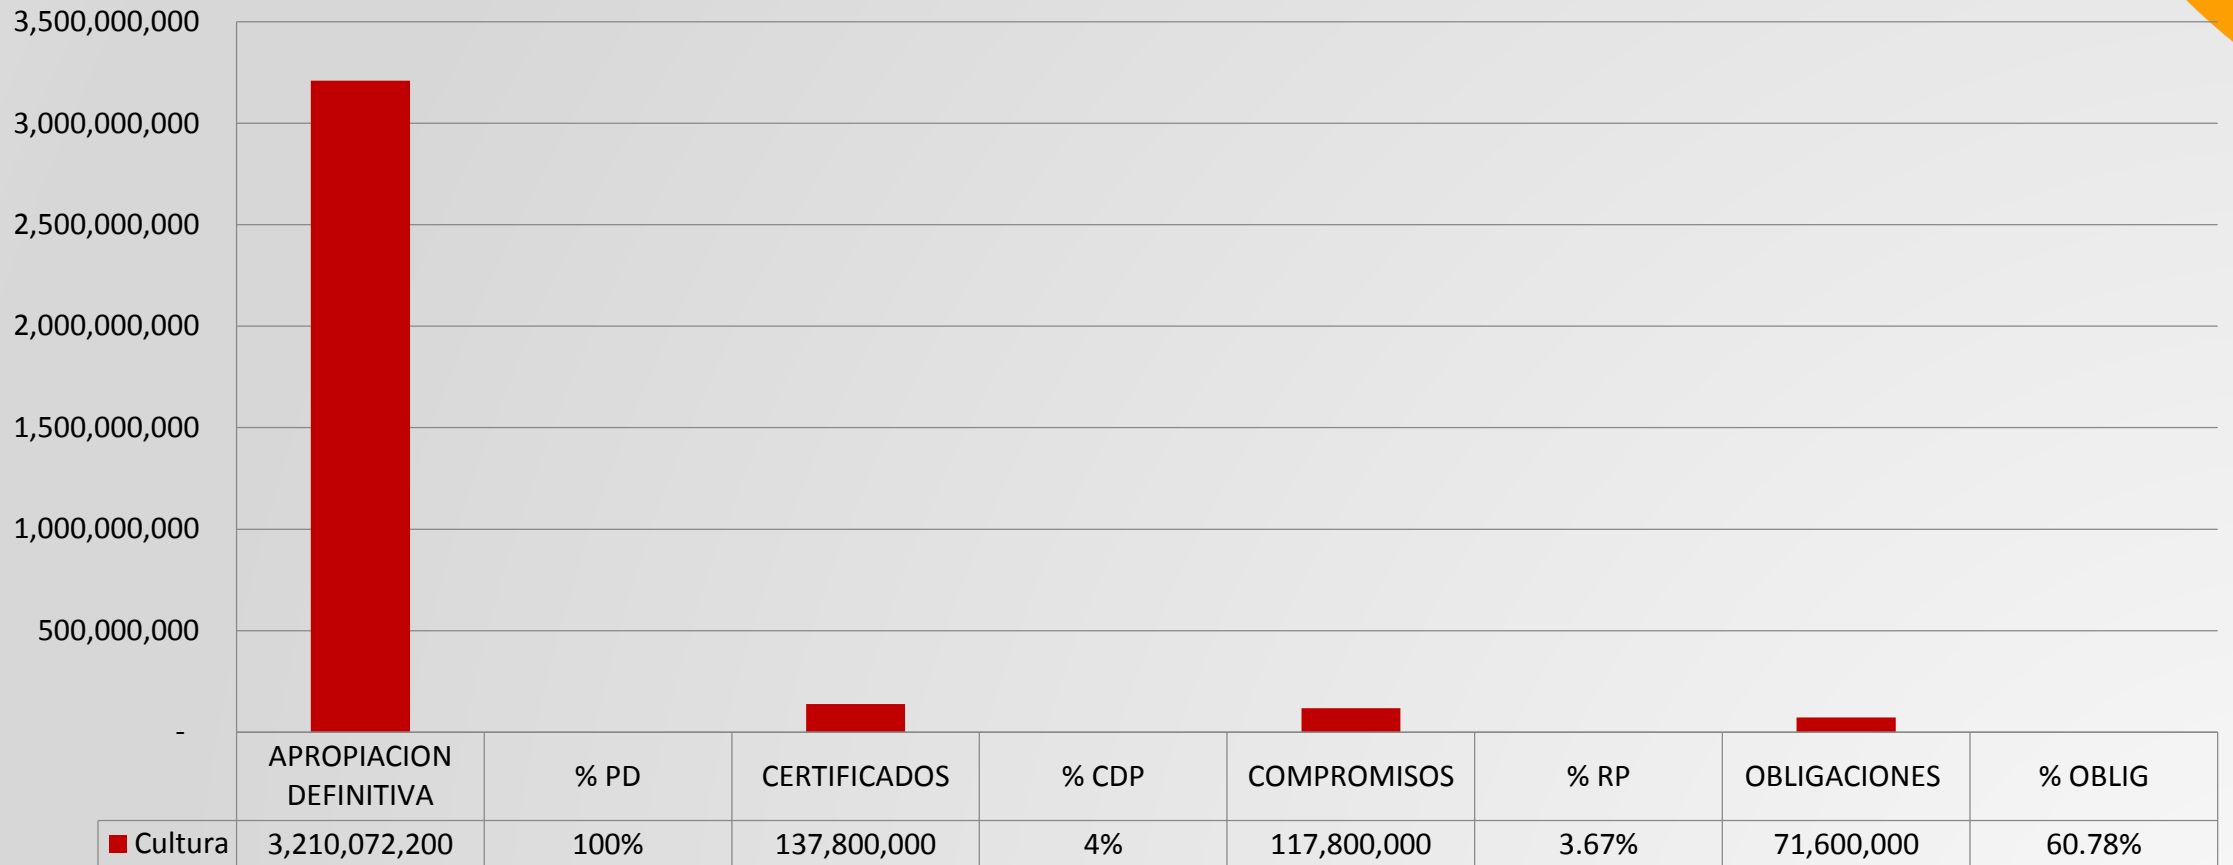 3,500,000,000
3,000,000,000
2,500,000,000
2,000,000,000
1,500,000,000
1,000,000,000
500,000,000
-
APROPIACION
DEFINITIVA
% PD
CERTIFICADOS
% CDP
COMPROMISOS
% RP
OBLIGACIONES
% OBLIG
Cultura 3,210,072,200 100% 137,800,000 4% 117,800,000 3.67% 71,600,000 60.78%